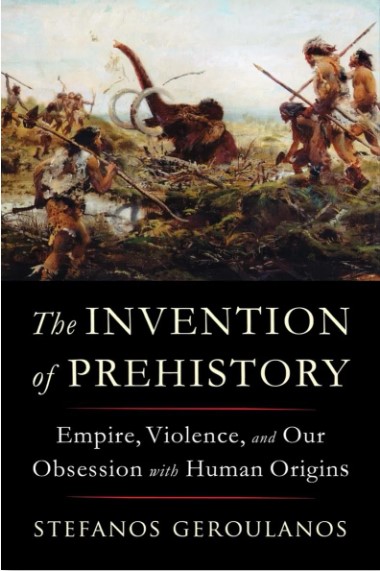 The INVENTION
of PREHISTORY
Empire, Violence, and Our
Obsession with Human Origins
STEFANOS GEROULANOS